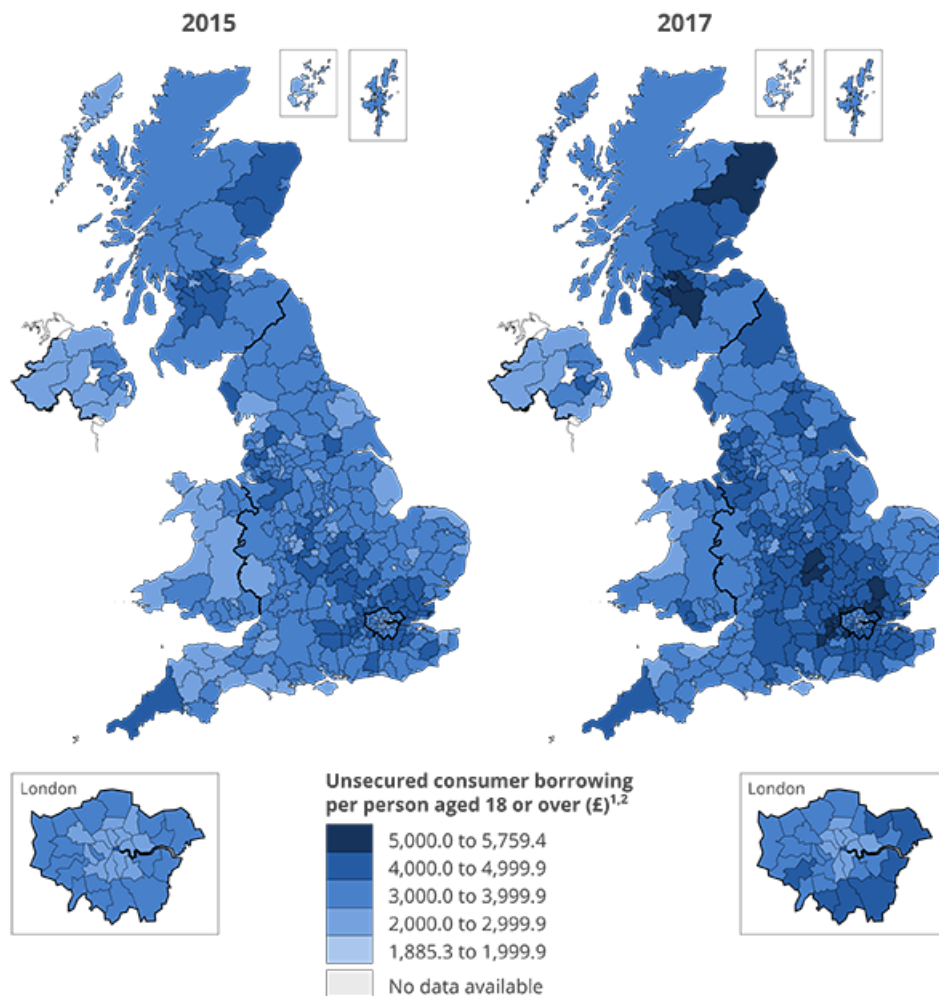 2015
2017
London
London
Unsecured consumer borrowing
per person aged 18 or over (£)1,2
5,000.0 to 5,759.4
4,000.0 to 4,999.9
3,000.0 to 3,999.9
2,000.0 to 2,999.9
1,885.3 to 1,999.9
No data available